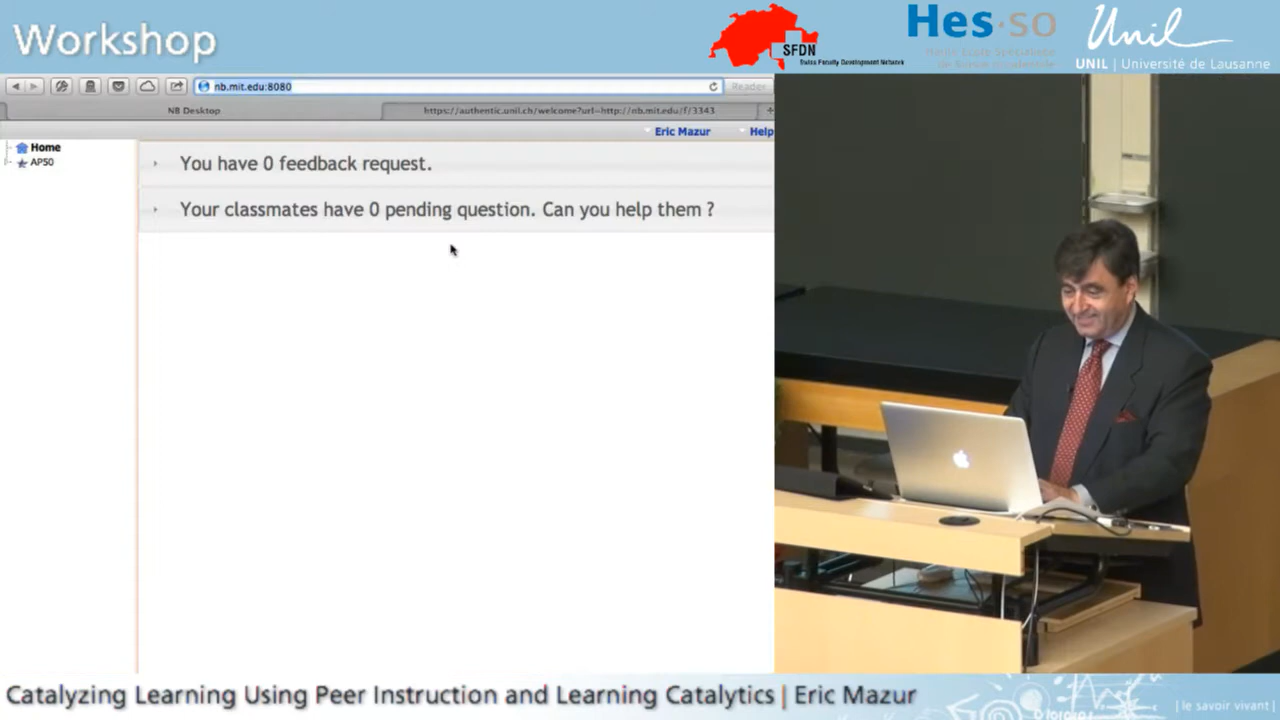 Workshop
SFDN
Swiss Faculty Development Network
Hes·so
Haute Ecole Spécialisée
de Suisse occidentale
Unil
UNIL | Université de Lausanne
nb.mit.edu:8080
Reader
NB Desktop
https://authentic.unil.ch/welcome?url=http://nb.mit.edu/f/3343
Eric Mazur
Help
Home
AP50
You have 0 feedback request.
Your classmates have 0 pending question. Can you help them ?
Catalyzing Learning Using Peer Instruction and Learning Catalytics | Eric Mazur
| le savoir vivant |